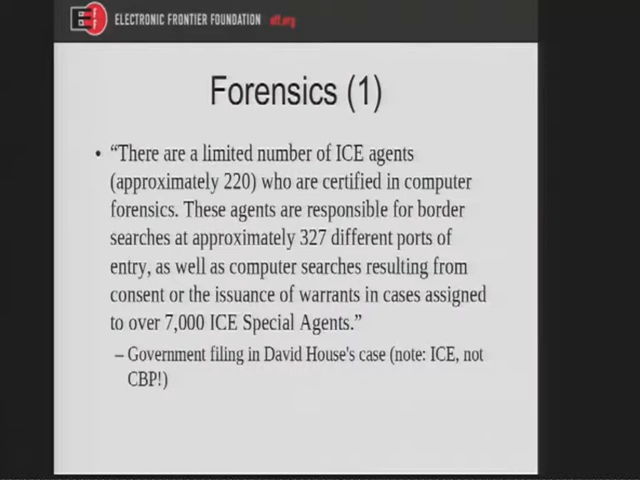 ELECTRONIC FRONTIER FOUNDATION eff.org
Forensics (1)
• “There are a limited number of ICE agents
(approximately 220) who are certified in computer
forensics. These agents are responsible for border
searches at approximately 327 different ports of
entry, as well as computer searches resulting from
consent or the issuance of warrants in cases assigned
to over 7,000 ICE Special Agents.”
– Government filing in David House's case (note: ICE, not
CBP!)